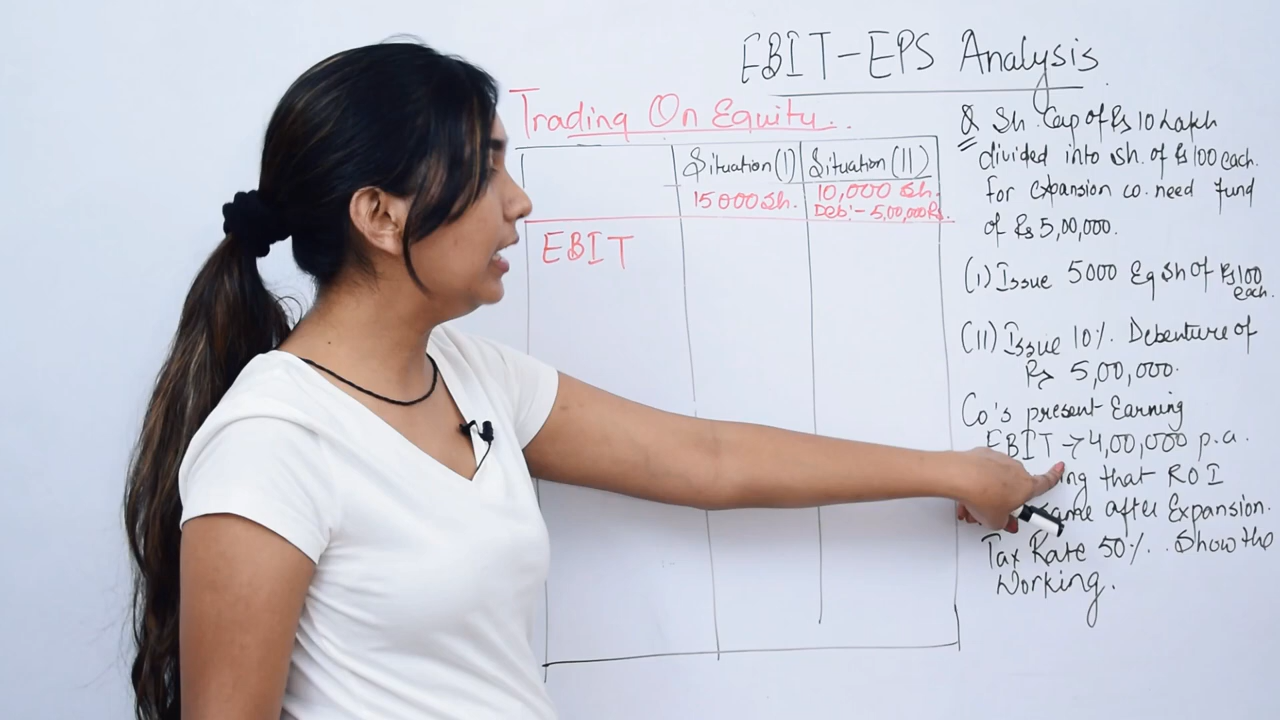 EBIT-EPS Analysis
Trading On Equity..
Situation(I) Situation(II)
15000 Sh. 10,000 Sh.
Deb:- 5,00,000 Rs.
EBIT
Q Sh. Cap of Rs 10 Lakh
divided into sh. of Rs 100 each.
for expansion co. need fund
of Rs 5,00,000.
(I) Issue 5000 Eq sh of Rs 100
each.
(II) Issue 10%. Debenture of
Rs 5,00,000.
Co's present Earning
EBIT → 4,00,000 p.a.
that ROI
same after Expansion.
Tax Rate 50%. . Show the
Working.